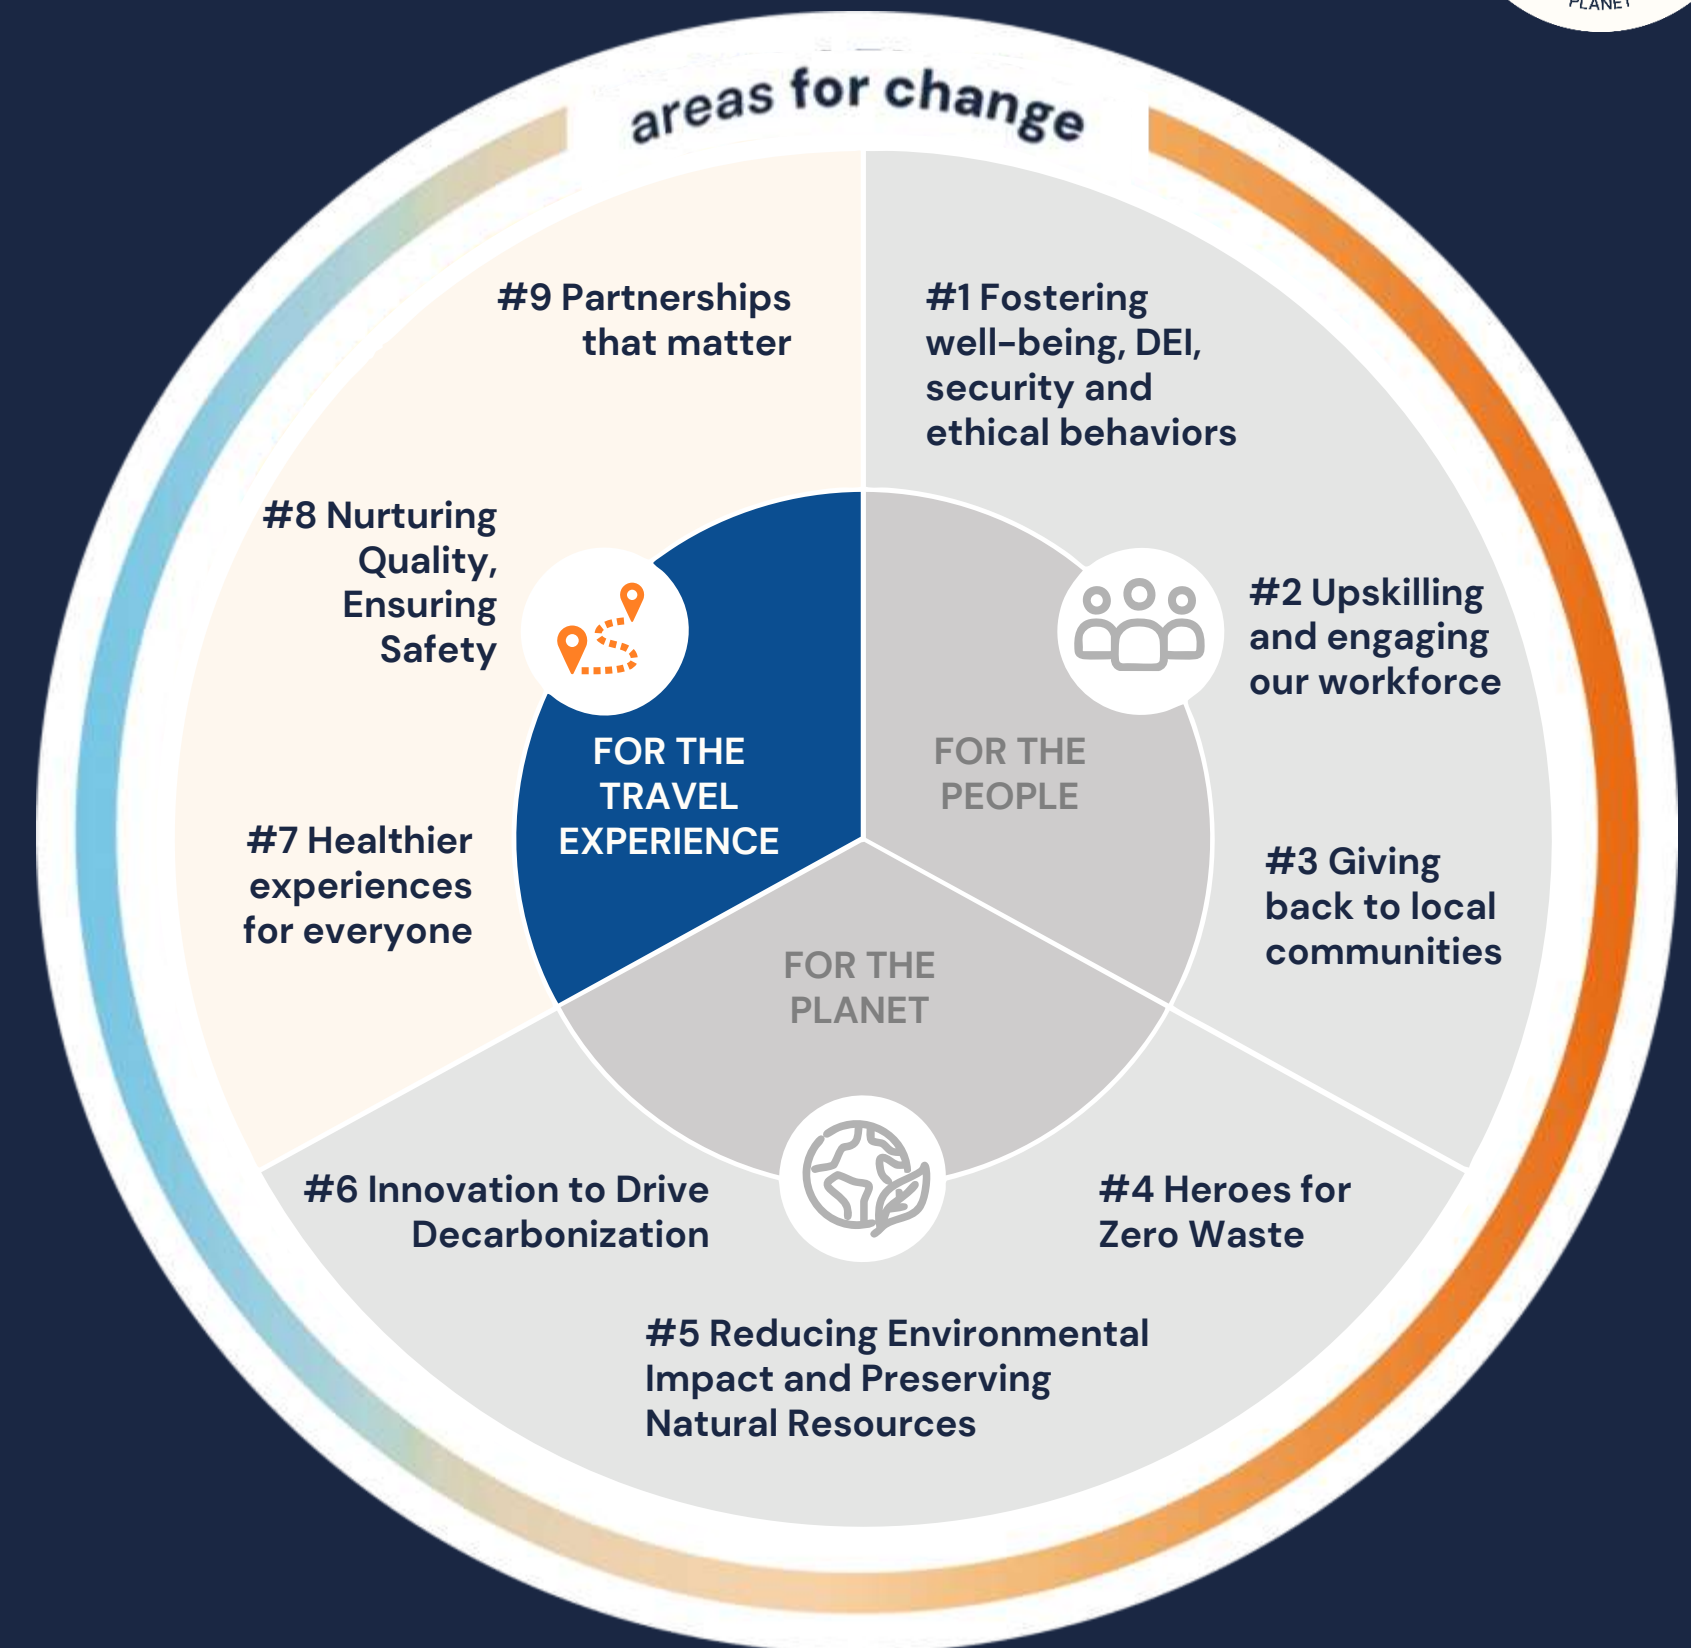 PLANET
areas for change
#9 Partnerships
that matter
#1 Fostering
well-being, DEI,
security and
ethical behaviors
#8 Nurturing
Quality,
Ensuring
Safety
#2 Upskilling
and engaging
our workforce
FOR THE
TRAVEL
EXPERIENCE
FOR THE
PEOPLE
#7 Healthier
experiences
for everyone
#3 Giving
back to local
communities
FOR THE
PLANET
#6 Innovation to Drive
Decarbonization
#4 Heroes for
Zero Waste
#5 Reducing Environmental
Impact and Preserving
Natural Resources